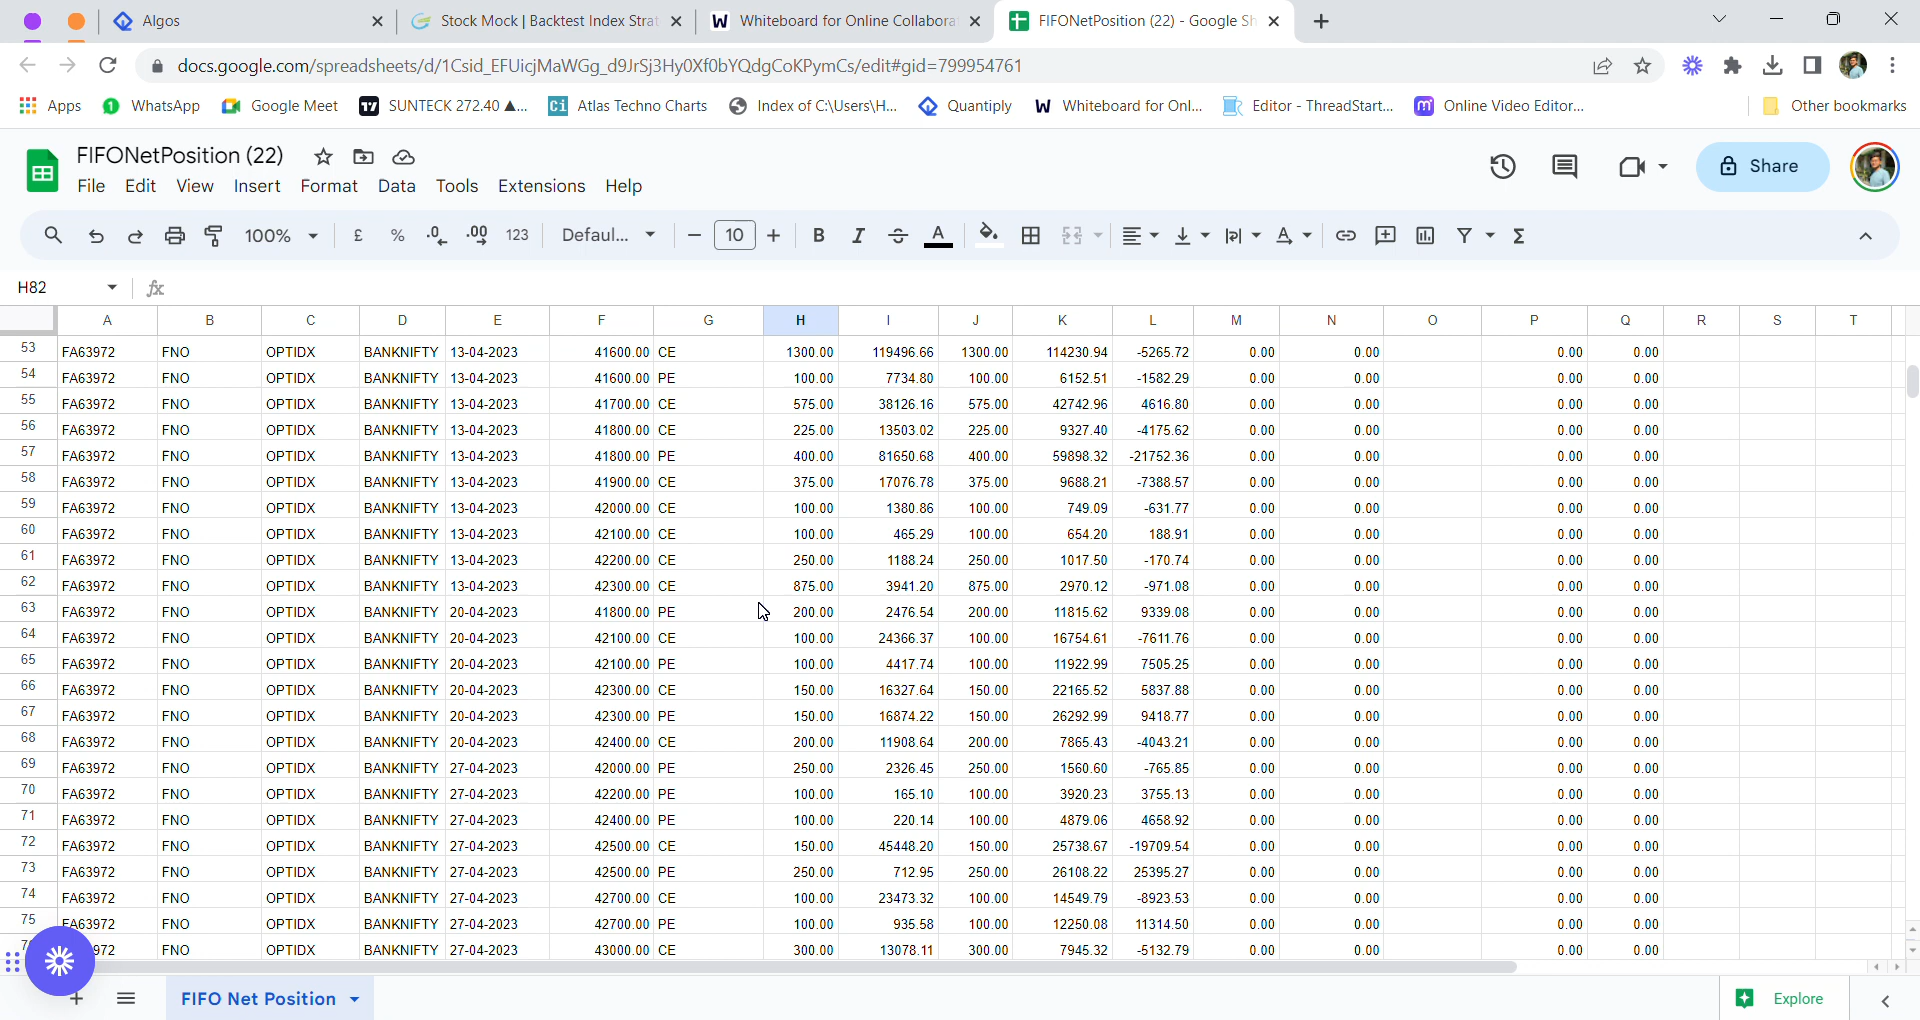 Algos
Stock Mock | Backtest Index Strat
Whiteboard for Online Collabora
FIFONetPosition (22) - Google Sh
docs.google.com/spreadsheets/d/1Csid_EFUicjMaWGg_d9JrSj3Hy0Xf0bYQdgCoKPymCs/edit#gid=799954761
Apps WhatsApp Google Meet SUNTECK 272.40 ▲... Atlas Techno Charts Index of C:\Users\H... Quantiply Whiteboard for Onl... Editor - ThreadStart... Online Video Editor... Other bookmarks
FIFONetPosition (22)
File Edit View Insert Format Data Tools Extensions Help
Share
100% £ % .0 .00 123 Defaul... 10 B I A
H82
A B C D E F G H I J K L M N O P Q R S T
53 FA63972 FNO OPTIDX BANKNIFTY 13-04-2023 41600.00 CE 1300.00 119496.66 1300.00 114230.94 -5265.72 0.00 0.00 0.00 0.00
54 FA63972 FNO OPTIDX BANKNIFTY 13-04-2023 41600.00 PE 100.00 7734.80 100.00 6152.51 -1582.29 0.00 0.00 0.00 0.00
55 FA63972 FNO OPTIDX BANKNIFTY 13-04-2023 41700.00 CE 575.00 38126.16 575.00 42742.96 4616.80 0.00 0.00 0.00 0.00
56 FA63972 FNO OPTIDX BANKNIFTY 13-04-2023 41800.00 CE 225.00 13503.02 225.00 9327.40 -4175.62 0.00 0.00 0.00 0.00
57 FA63972 FNO OPTIDX BANKNIFTY 13-04-2023 41800.00 PE 400.00 81650.68 400.00 59898.32 -21752.36 0.00 0.00 0.00 0.00
58 FA63972 FNO OPTIDX BANKNIFTY 13-04-2023 41900.00 CE 375.00 17076.78 375.00 9688.21 -7388.57 0.00 0.00 0.00 0.00
59 FA63972 FNO OPTIDX BANKNIFTY 13-04-2023 42000.00 CE 100.00 1380.86 100.00 749.09 -631.77 0.00 0.00 0.00 0.00
60 FA63972 FNO OPTIDX BANKNIFTY 13-04-2023 42100.00 CE 100.00 465.29 100.00 654.20 188.91 0.00 0.00 0.00 0.00
61 FA63972 FNO OPTIDX BANKNIFTY 13-04-2023 42200.00 CE 250.00 1188.24 250.00 1017.50 -170.74 0.00 0.00 0.00 0.00
62 FA63972 FNO OPTIDX BANKNIFTY 13-04-2023 42300.00 CE 875.00 3941.20 875.00 2970.12 -971.08 0.00 0.00 0.00 0.00
63 FA63972 FNO OPTIDX BANKNIFTY 20-04-2023 41800.00 PE 200.00 2476.54 200.00 11815.62 9339.08 0.00 0.00 0.00 0.00
64 FA63972 FNO OPTIDX BANKNIFTY 20-04-2023 42100.00 CE 100.00 24366.37 100.00 16754.61 -7611.76 0.00 0.00 0.00 0.00
65 FA63972 FNO OPTIDX BANKNIFTY 20-04-2023 42100.00 PE 100.00 4417.74 100.00 11922.99 7505.25 0.00 0.00 0.00 0.00
66 FA63972 FNO OPTIDX BANKNIFTY 20-04-2023 42300.00 CE 150.00 16327.64 150.00 22165.52 5837.88 0.00 0.00 0.00 0.00
67 FA63972 FNO OPTIDX BANKNIFTY 20-04-2023 42300.00 PE 150.00 16874.22 150.00 26292.99 9418.77 0.00 0.00 0.00 0.00
68 FA63972 FNO OPTIDX BANKNIFTY 20-04-2023 42400.00 CE 200.00 11908.64 200.00 7865.43 -4043.21 0.00 0.00 0.00 0.00
69 FA63972 FNO OPTIDX BANKNIFTY 27-04-2023 42000.00 PE 250.00 2326.45 250.00 1560.60 -765.85 0.00 0.00 0.00 0.00
70 FA63972 FNO OPTIDX BANKNIFTY 27-04-2023 42200.00 PE 100.00 165.10 100.00 3920.23 3755.13 0.00 0.00 0.00 0.00
71 FA63972 FNO OPTIDX BANKNIFTY 27-04-2023 42400.00 PE 100.00 220.14 100.00 4879.06 4658.92 0.00 0.00 0.00 0.00
72 FA63972 FNO OPTIDX BANKNIFTY 27-04-2023 42500.00 CE 150.00 45448.20 150.00 25738.67 -19709.54 0.00 0.00 0.00 0.00
73 FA63972 FNO OPTIDX BANKNIFTY 27-04-2023 42500.00 PE 250.00 712.95 250.00 26108.22 25395.27 0.00 0.00 0.00 0.00
74 FA63972 FNO OPTIDX BANKNIFTY 27-04-2023 42700.00 CE 100.00 23473.32 100.00 14549.79 -8923.53 0.00 0.00 0.00 0.00
75 FA63972 FNO OPTIDX BANKNIFTY 27-04-2023 42700.00 PE 100.00 935.58 100.00 12250.08 11314.50 0.00 0.00 0.00 0.00
972 FNO OPTIDX BANKNIFTY 27-04-2023 43000.00 CE 300.00 13078.11 300.00 7945.32 -5132.79 0.00 0.00 0.00 0.00
FIFO Net Position
Explore